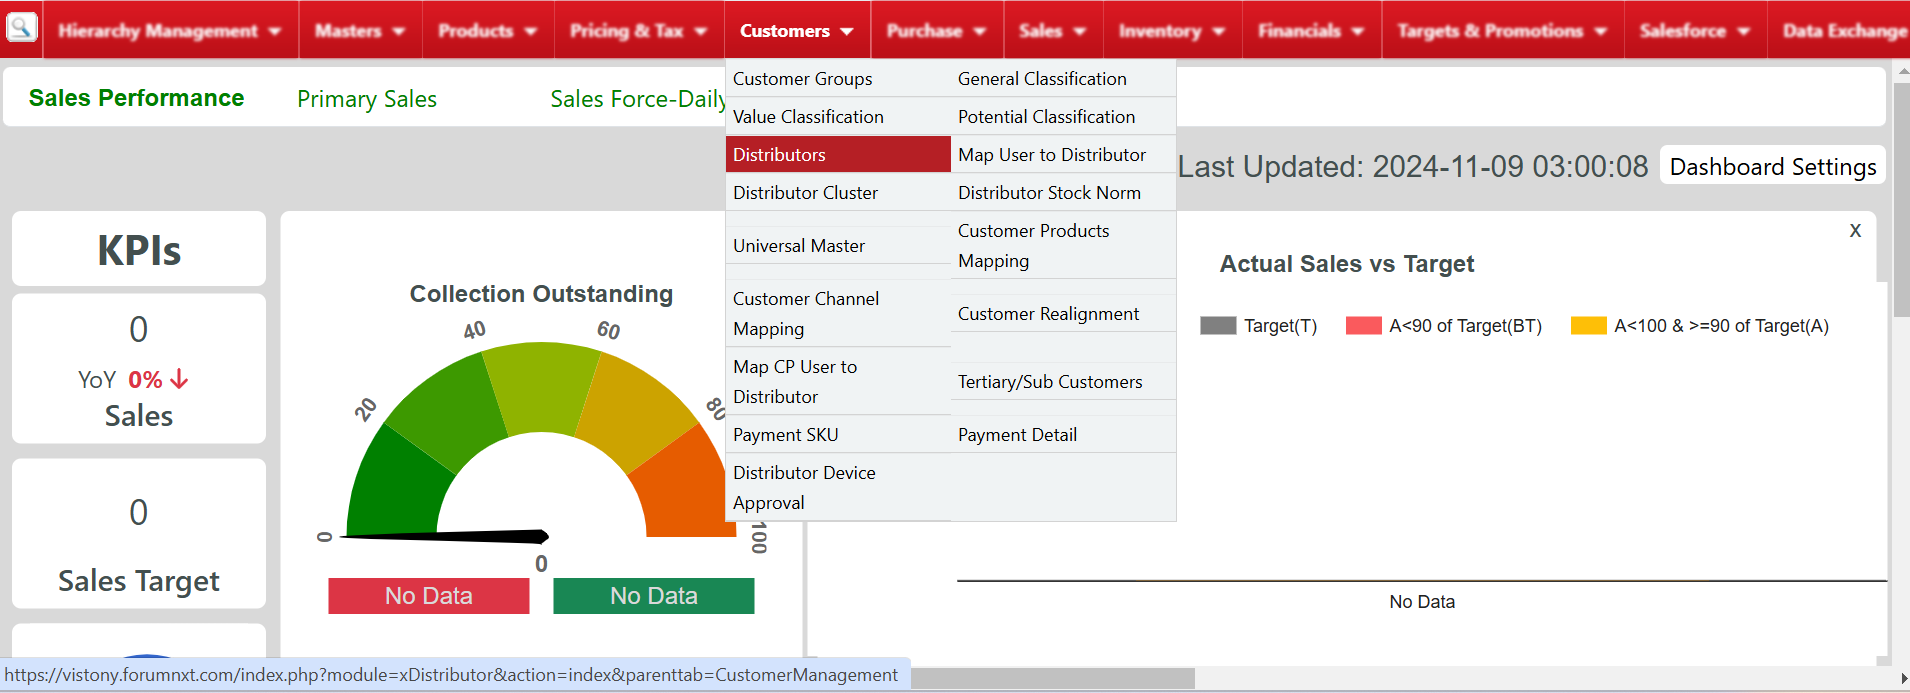 Hierarchy Management Masters Products Pricing & Tax Customers Purchase Sales Inventory Financials Targets & Promotions Salesforce Data Exchange
Sales Performance Primary Sales Sales Force-Daily
Customer Groups General Classification
Value Classification Potential Classification
Distributors Map User to Distributor
Distributor Cluster Distributor Stock Norm
Universal Master Customer Products
Mapping
Customer Channel
Mapping
Customer Realignment
Map CP User to
Distributor
Tertiary/Sub Customers
Payment SKU Payment Detail
Distributor Device
Approval
Last Updated: 2024-11-09 03:00:08 Dashboard Settings
KPIs
0
YoY 0%
Sales
0
Sales Target
Collection Outstanding
0
20
40
60
80
100
0
No Data No Data
X
Actual Sales vs Target
Target(T) A<90 of Target(BT) A<100 & >=90 of Target(A)
No Data
https://vistony.forumnxt.com/index.php?module=xDistributor&action=index&parenttab=CustomerManagement